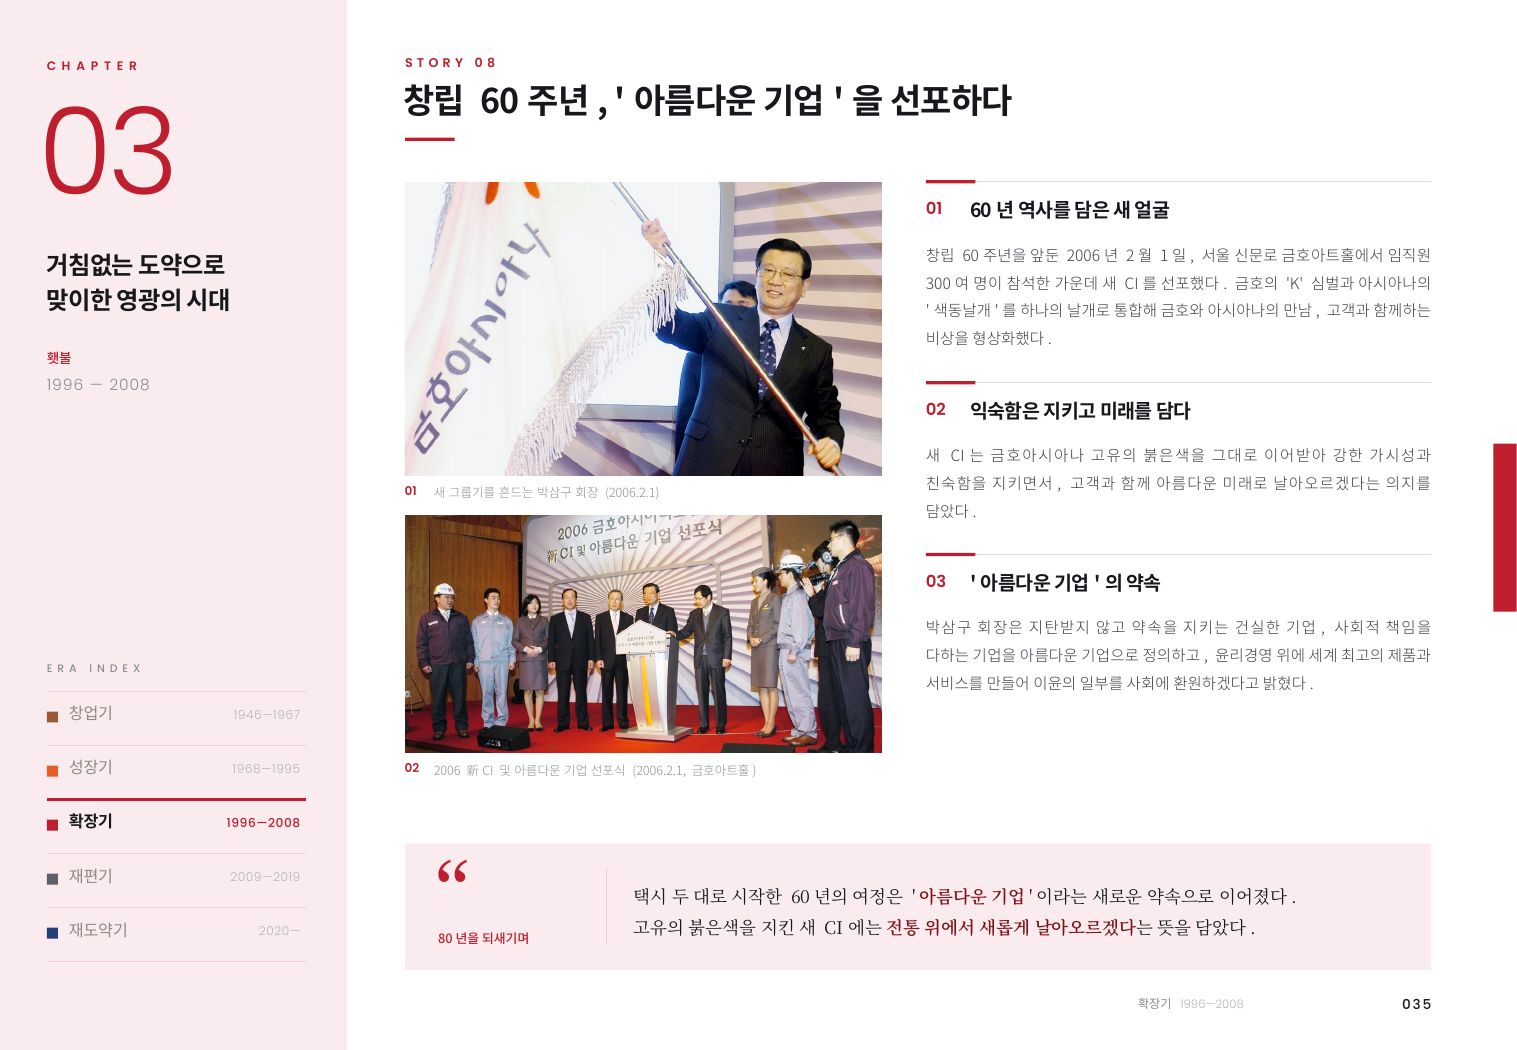 CHAPTER
03
거침없는 도약으로
맞이한 영광의 시대
횃불
1996 — 2008
ERA INDEX
창업기 1946—1967
성장기 1968—1995
확장기 1996—2008
재편기 2009—2019
재도약기 2020—
STORY 08
창립 60 주년 , ' 아름다운 기업 ' 을 선포하다
금호아시아나
01 새 그룹기를 흔드는 박삼구 회장 (2006.2.1)
2006 금호아시아나
新 CI 및 아름다운 기업 선포식
02 2006 新 CI 및 아름다운 기업 선포식 (2006.2.1, 금호아트홀 )
01 60 년 역사를 담은 새 얼굴
창립 60 주년을 앞둔 2006 년 2 월 1 일 , 서울 신문로 금호아트홀에서 임직원
300 여 명이 참석한 가운데 새 CI 를 선포했다 . 금호의 'K' 심벌과 아시아나의
' 색동날개 ' 를 하나의 날개로 통합해 금호와 아시아나의 만남 , 고객과 함께하는
비상을 형상화했다 .
02 익숙함은 지키고 미래를 담다
새 CI 는 금호아시아나 고유의 붉은색을 그대로 이어받아 강한 가시성과
친숙함을 지키면서 , 고객과 함께 아름다운 미래로 날아오르겠다는 의지를
담았다 .
03 ' 아름다운 기업 ' 의 약속
박삼구 회장은 지탄받지 않고 약속을 지키는 건실한 기업 , 사회적 책임을
다하는 기업을 아름다운 기업으로 정의하고 , 윤리경영 위에 세계 최고의 제품과
서비스를 만들어 이윤의 일부를 사회에 환원하겠다고 밝혔다 .
“
80 년을 되새기며
택시 두 대로 시작한 60 년의 여정은 ' 아름다운 기업 ' 이라는 새로운 약속으로 이어졌다 .
고유의 붉은색을 지킨 새 CI 에는 전통 위에서 새롭게 날아오르겠다는 뜻을 담았다 .
확장기 1996—2008
035